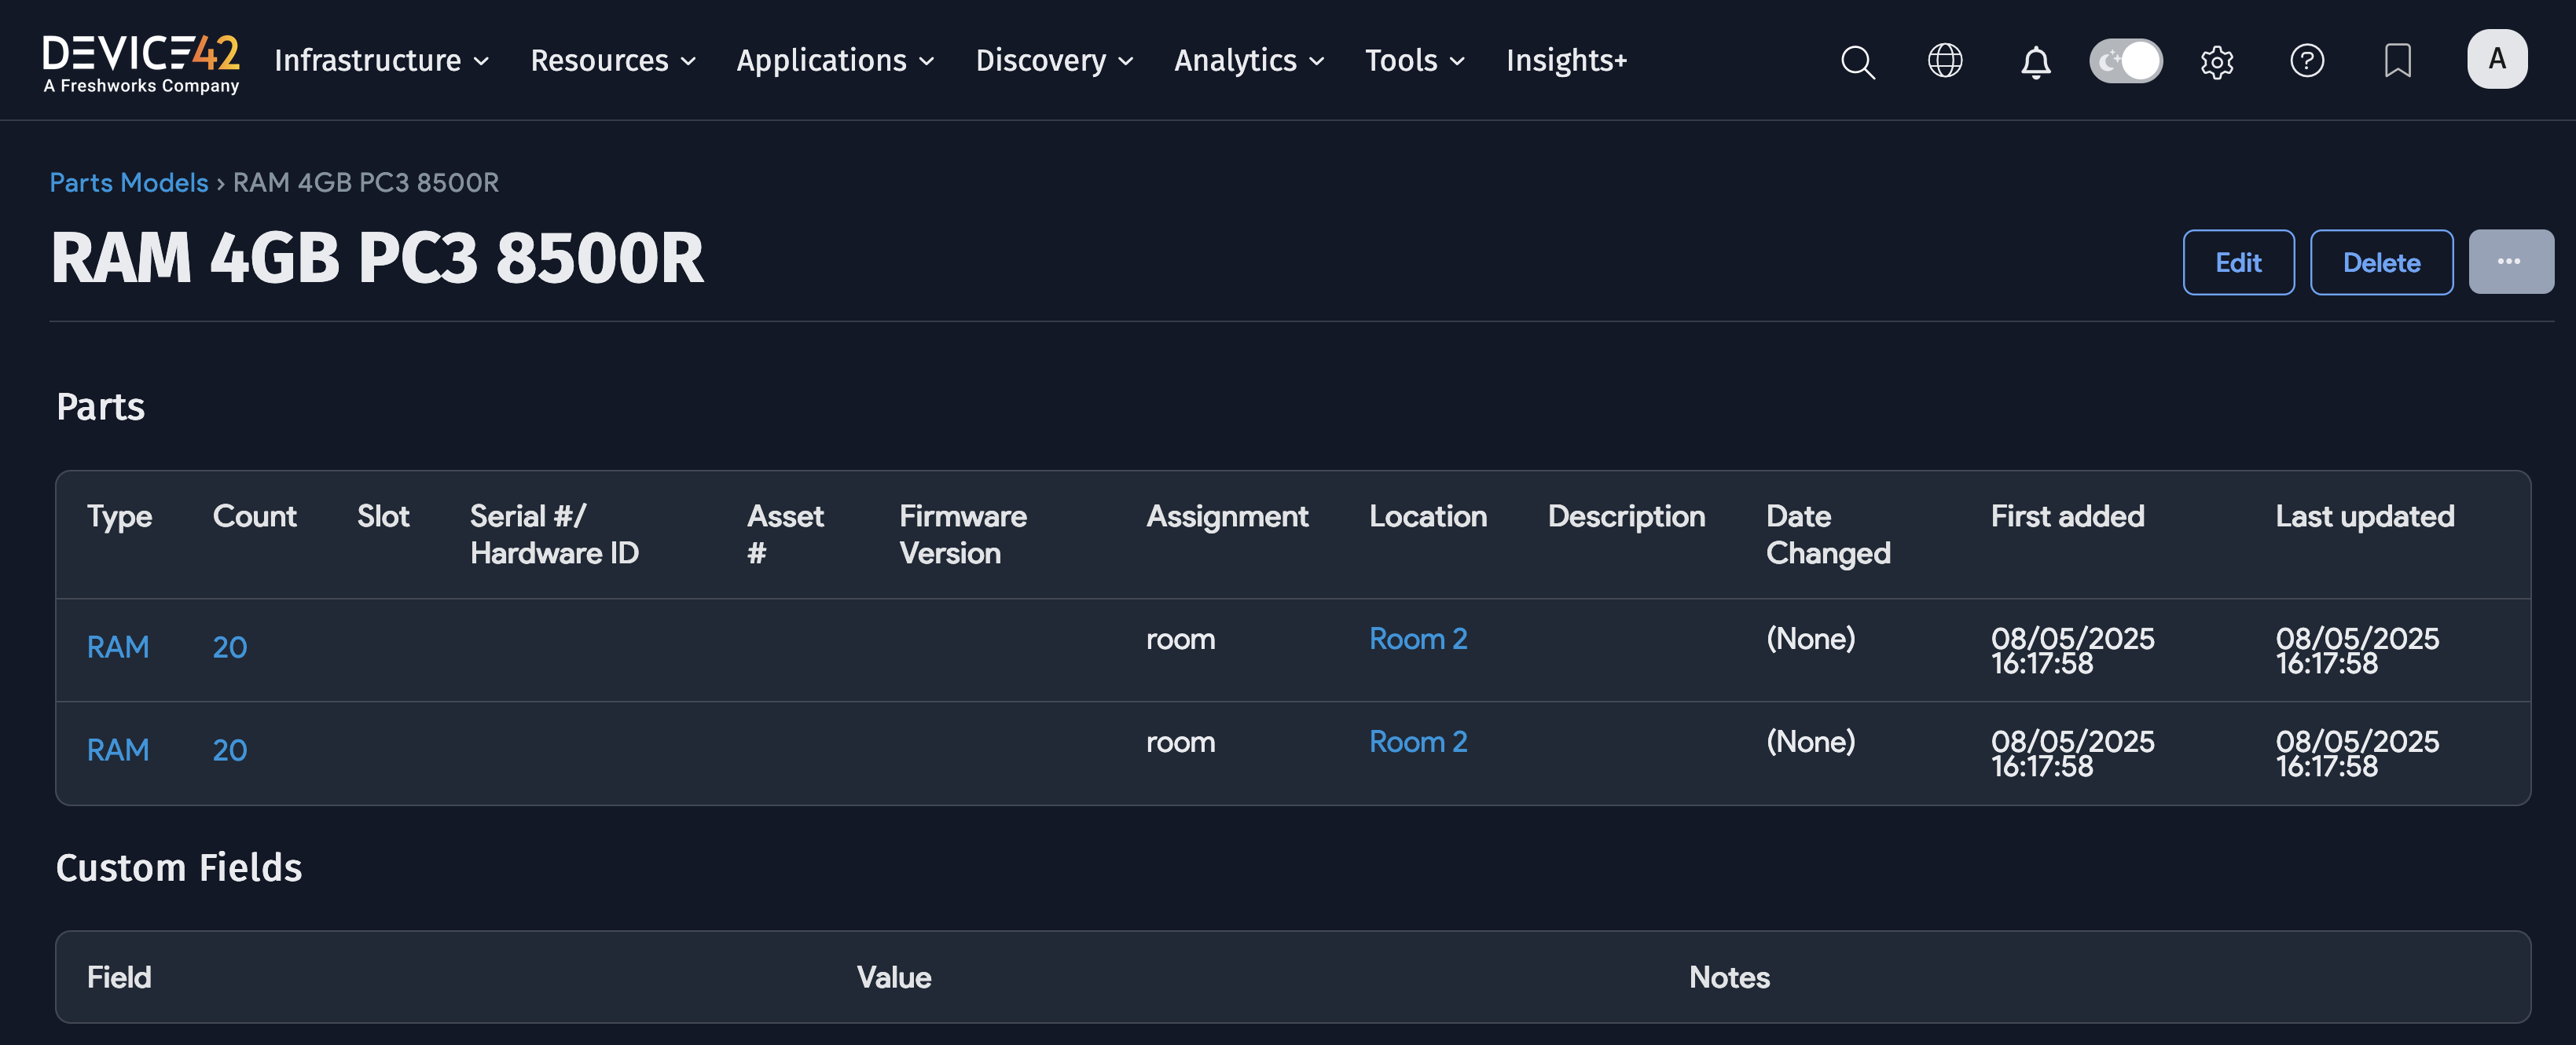 DEVICE42
A Freshworks Company
Infrastructure Resources Applications Discovery Analytics Tools Insights+
A
Parts Models › RAM 4GB PC3 8500R
RAM 4GB PC3 8500R
Edit Delete ...
Parts
Type Count Slot Serial #/ Hardware ID Asset # Firmware Version Assignment Location Description Date Changed First added Last updated
RAM 20 room Room 2 (None) 08/05/2025 16:17:58 08/05/2025 16:17:58
RAM 20 room Room 2 (None) 08/05/2025 16:17:58 08/05/2025 16:17:58
Custom Fields
Field Value Notes